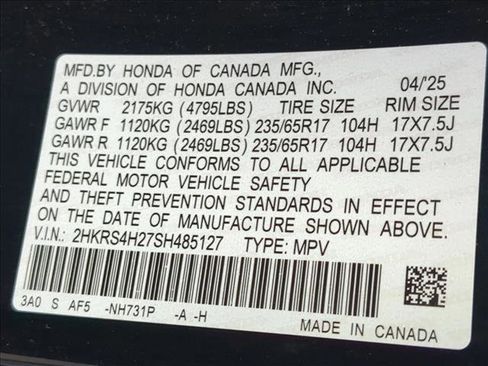 MFD.BY HONDA OF CANADA MFG.,
A DIVISION OF HONDA CANADA INC. 04/25
GVWR 2175KG (4795LBS) TIRE SIZE RIM SIZE
GAWR F 1120KG (2469LBS) 235/65R17 104H 17X7.5J
GAWR R 1120KG (2469LBS) 235/65R17 104H 17X7.5J
THIS VEHICLE CONFORMS TO ALL APPLICABLE
FEDERAL MOTOR VEHICLE SAFETY
AND THEFT PREVENTION STANDARDS IN EFFECT
ON THE DATE OF MANUFACTURE SHOWN ABOVE.
V.I.N.: 2HKRS4H27SH485127 TYPE: MPV
3A0 S AF5 -NH731P -A -H
MADE IN CANADA